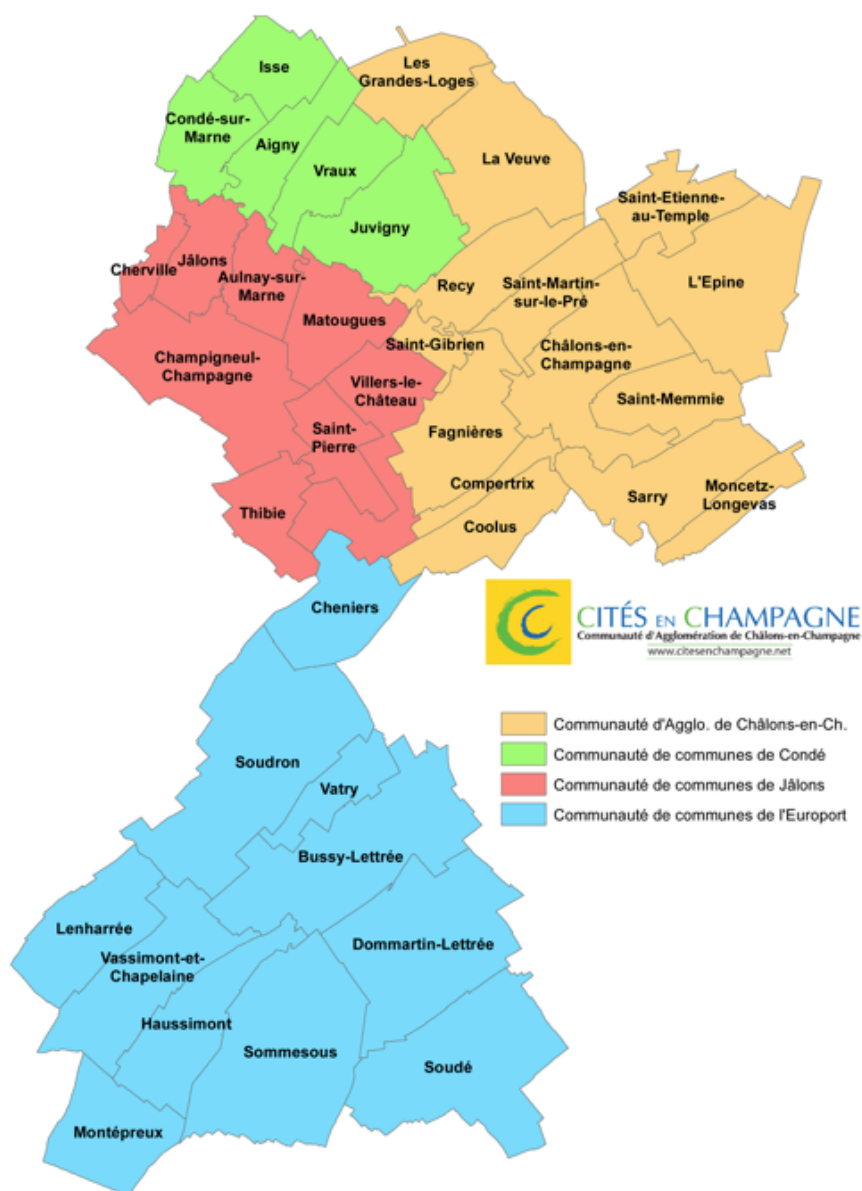 Les
Grandes-Loges
Isse
Condé-sur-
Marne
Aigny
Vraux
La Veuve
Juvigny
Saint-Etienne-
au-Temple
Cherville
Jâlons
Aulnay-sur-
Marne
Recy
Saint-Martin-
sur-le-Pré
L'Epine
Matougues
Saint-Gibrien
Châlons-en-
Champagne
Champigneul-
Champagne
Villers-le-
Château
Saint-Memmie
Saint-
Pierre
Fagnières
Compertrix
Thibie
Coolus
Sarry
Moncetz-
Longevas
Cheniers
CITÉS EN CHAMPAGNE
Communauté d'Agglomération de Châlons-en-Champagne
www.citesenchampagne.net
Communauté d'Agglo. de Châlons-en-Ch.
Communauté de communes de Condé
Communauté de communes de Jâlons
Communauté de communes de l'Europort
Soudron
Vatry
Bussy-Lettrée
Lenharrée
Vassimont-et-
Chapelaine
Dommartin-Lettrée
Haussimont
Sommesous
Soudé
Montépreux